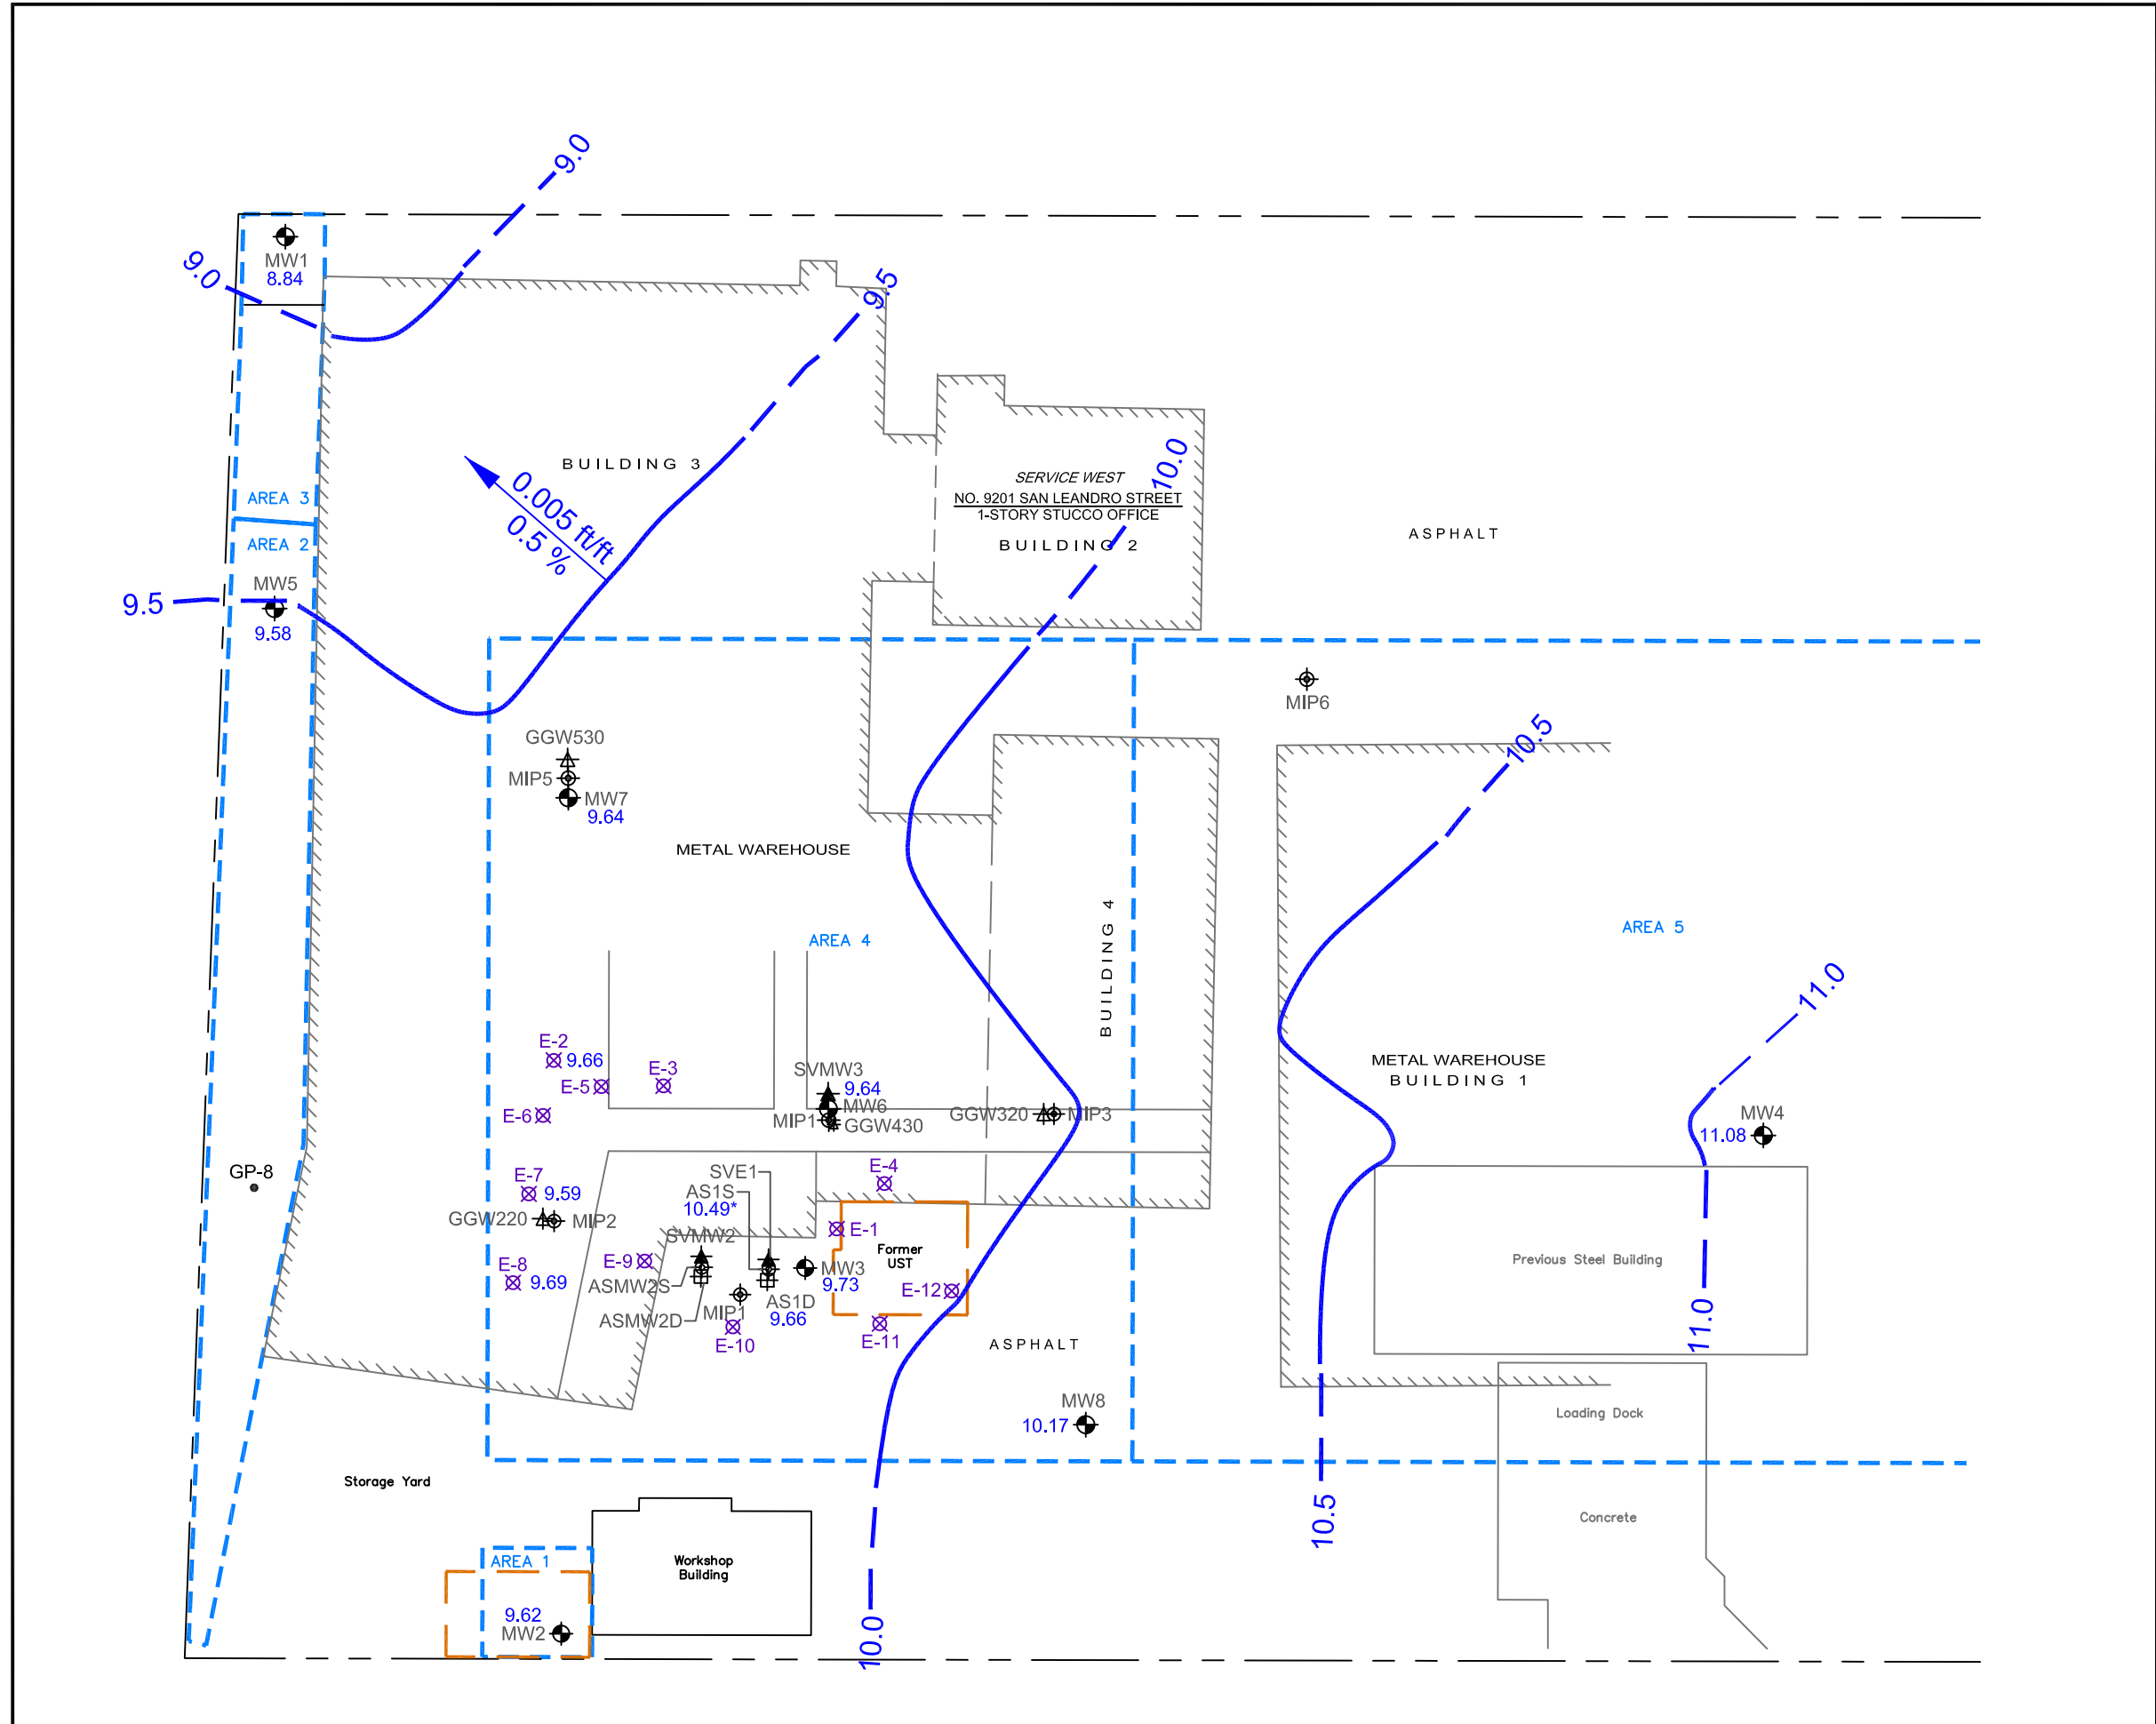 9.0
9.0
MW1
8.84
9.5
BUILDING 3
0.005 ft/ft
0.5 %
10.0
SERVICE WEST
NO. 9201 SAN LEANDRO STREET
1-STORY STUCCO OFFICE
BUILDING 2
ASPHALT
AREA 3
AREA 2
MW5
9.5
9.58
MIP6
10.5
GGW530
MIP5
MW7
9.64
METAL WAREHOUSE
BUILDING 4
AREA 4
AREA 5
11.0
E-2
9.66
E-5
E-3
E-6
SVMW3
9.64
MW6
MIP1
GGW430
GGW320
MIP3
METAL WAREHOUSE
BUILDING 1
MW4
11.08
GP-8
E-7
9.59
GGW220
MIP2
SVE1
AS1S
10.49*
E-4
E-1
SVMW2
Former
UST
E-8
9.69
E-9
ASMW2S
MW3
9.73
E-12
ASMW2D
MIP1
AS1D
9.66
E-10
E-11
ASPHALT
Previous Steel Building
11.0
MW8
10.17
Loading Dock
Storage Yard
10.5
Concrete
AREA 1
Workshop
Building
9.62
MW2
10.0